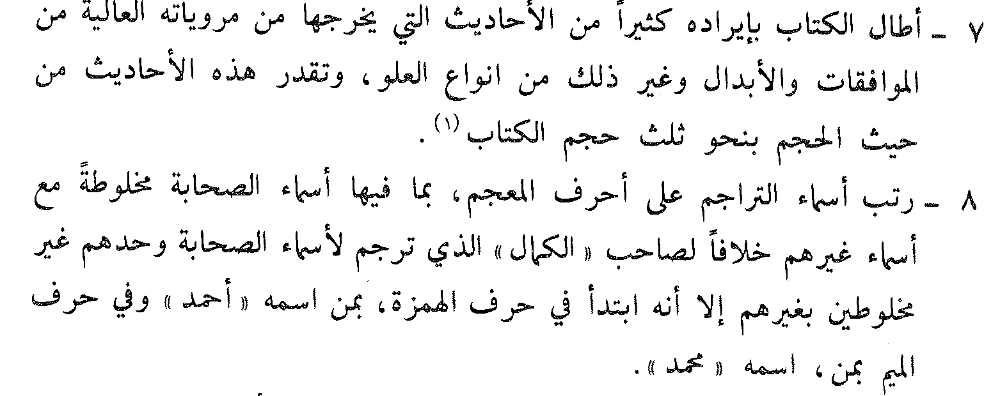 ٧ - أطال الكتاب بإيراده كثيراً من الأحاديث التي يخرجها من مروياته العالية من
الموافقات والأبدال وغير ذلك من انواع العلو، وتقدر هذه الأحاديث من
حيث الحجم بنحو ثلث حجم الكتاب (١) .
٨ - رتب أسماء التراجم على أحرف المعجم، بما فيها أسماء الصحابة مخلوطةً مع
أسماء غيرهم خلافاً لصاحب « الكمال » الذي ترجم لأسماء الصحابة وحدهم غير
مخلوطين بغيرهم إلا أنه ابتدأ في حرف الهمزة، بمن اسمه « أحمد » وفي حرف
الميم بمن ، اسمه « محمد ».